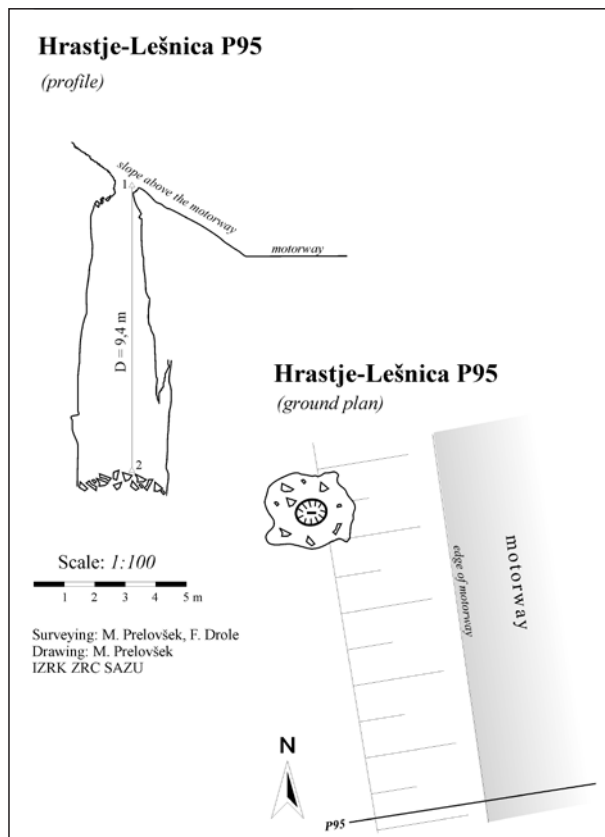 Hrastje-Lešnica P95
(profile)
1
slope above the motorway
motorway
D = 9,4 m
2
Hrastje-Lešnica P95
(ground plan)
edge of motorway
motorway
Scale: 1:100
1 2 3 4 5 m
Surveying: M. Prelovšek, F. Drole
Drawing: M. Prelovšek
IZRK ZRC SAZU
N
P95